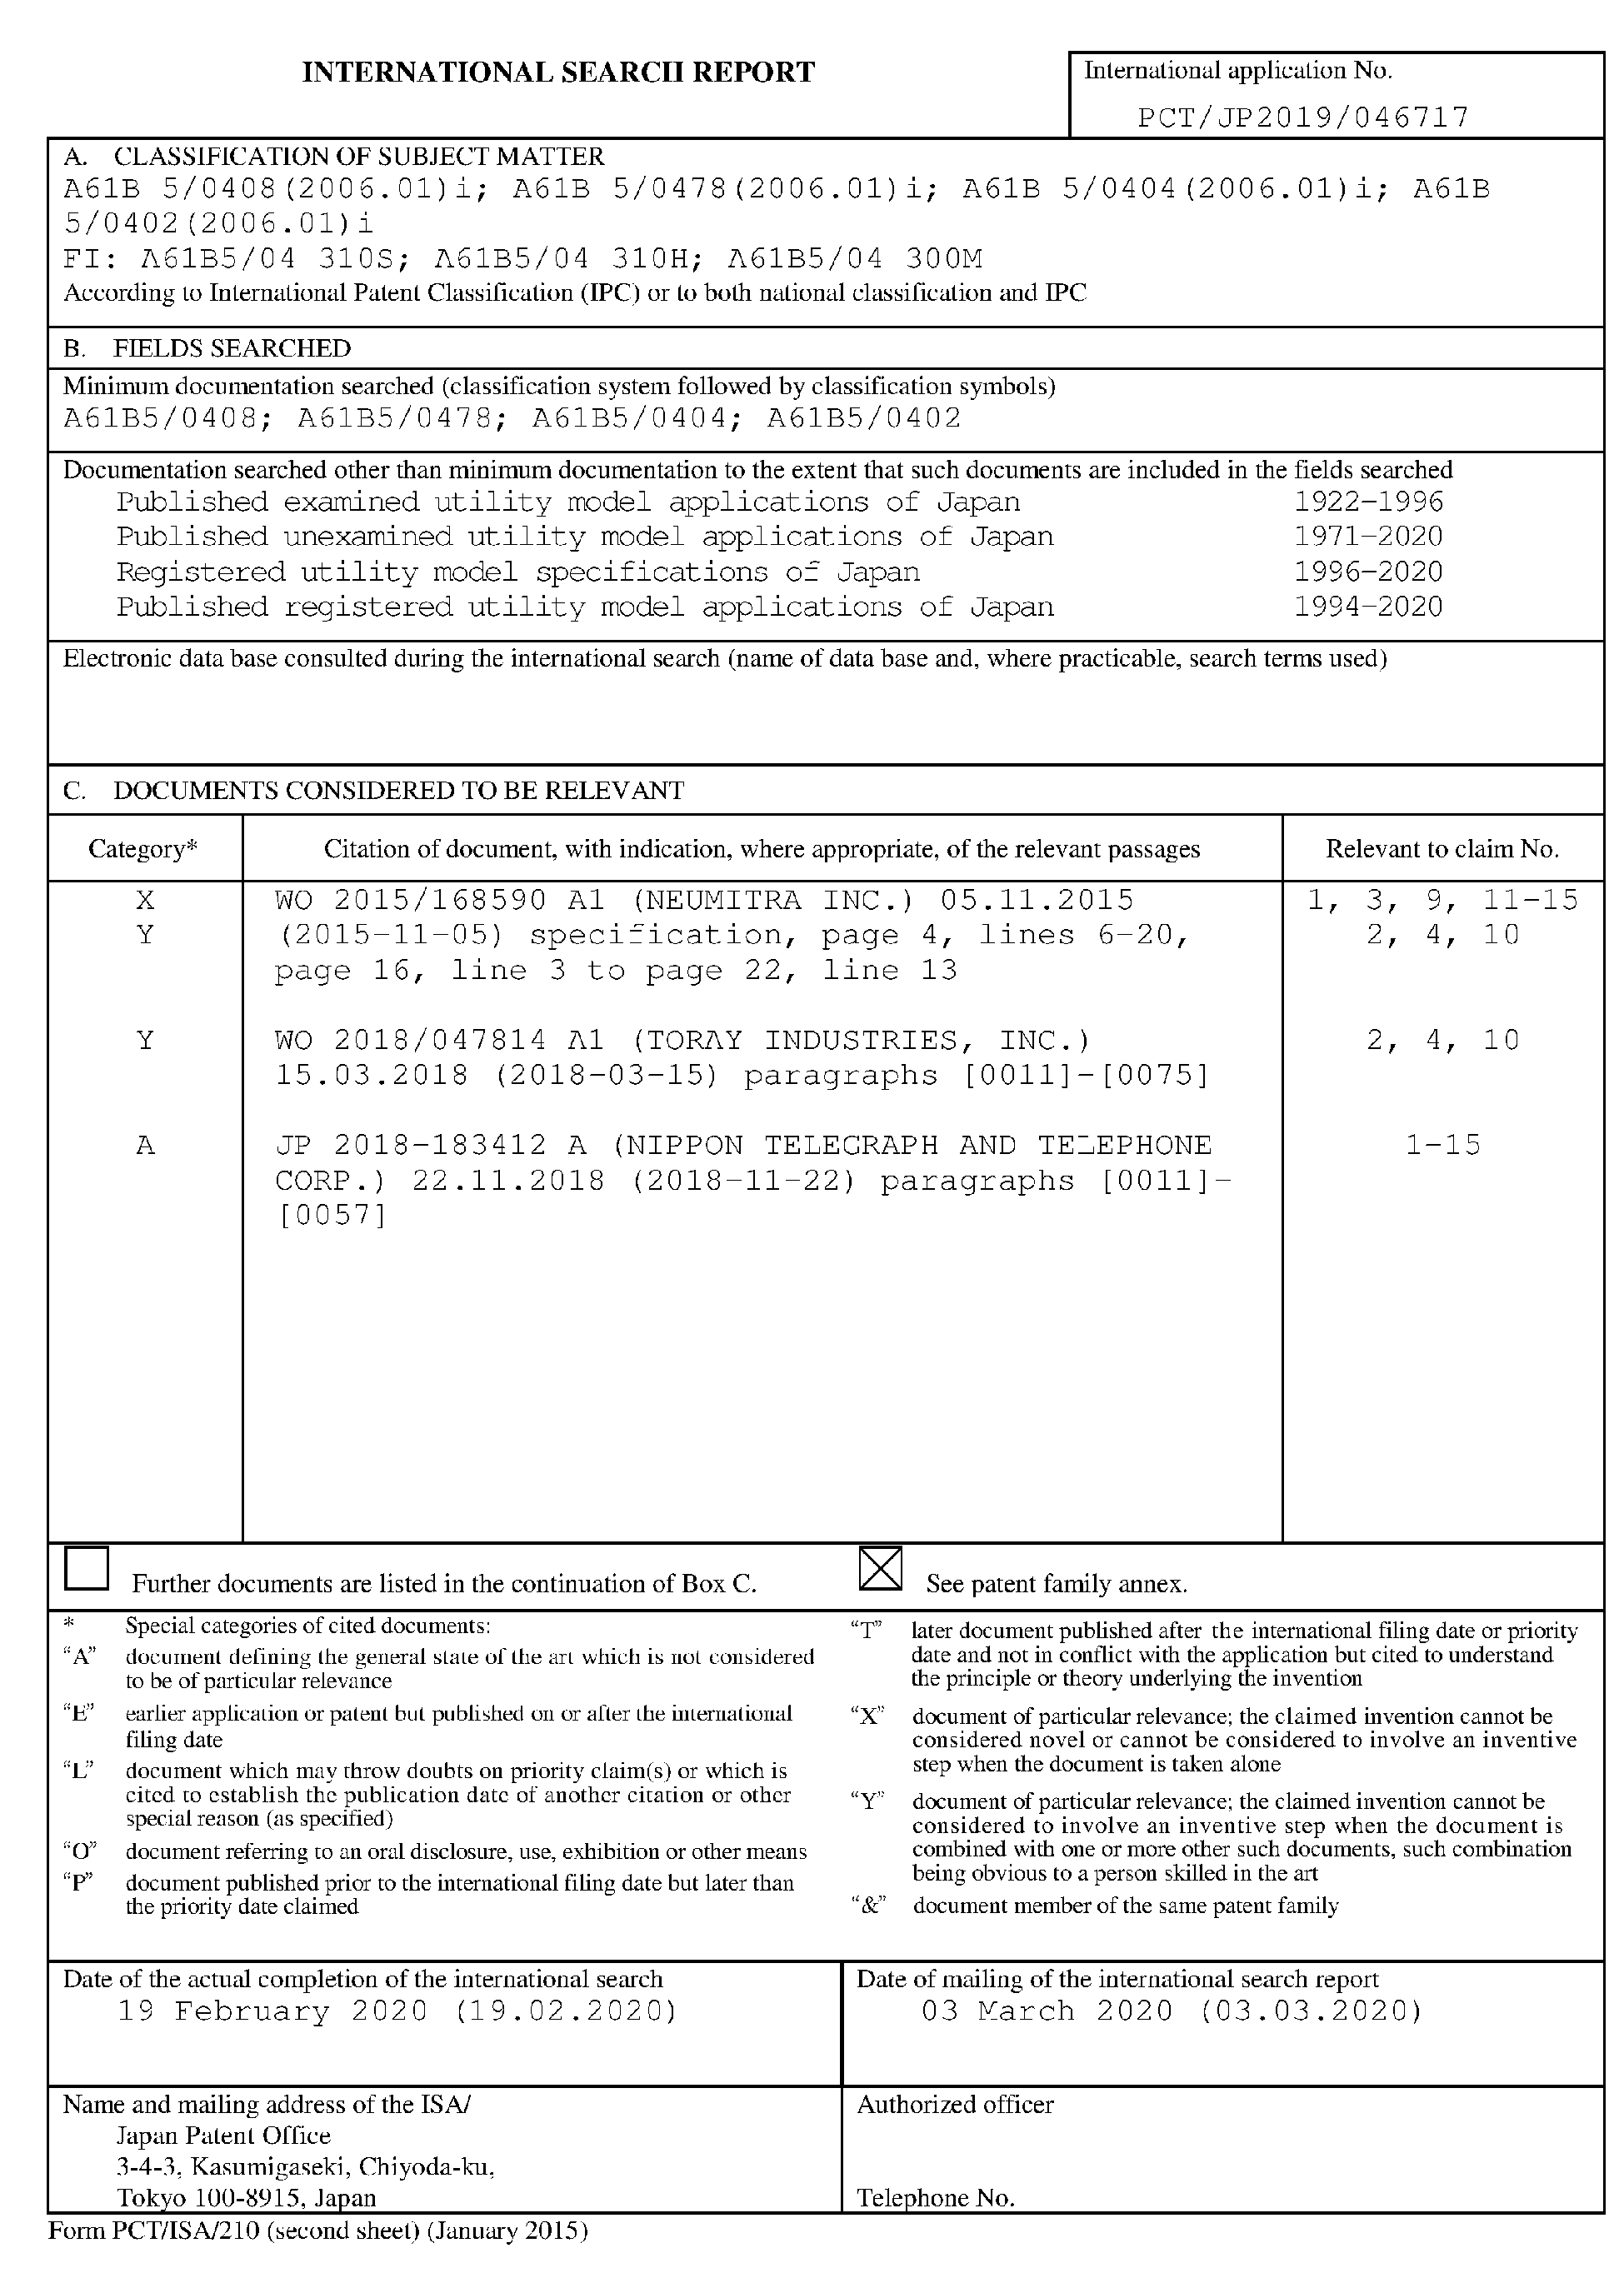 INTERNATIONAL SEARCH REPORT
International application No.
PCT/JP2019/046717
A. CLASSIFICATION OF SUBJECT MATTER
A61B 5/0408(2006.01)i; A61B 5/0478(2006.01)i; A61B 5/0404(2006.01)i; A61B
5/0402(2006.01)i
FI: A61B5/04 310S; A61B5/04 310H; A61B5/04 300M
According to International Patent Classification (IPC) or to both national classification and IPC
B. FIELDS SEARCHED
Minimum documentation searched (classification system followed by classification symbols)
A61B5/0408; A61B5/0478; A61B5/0404; A61B5/0402
Documentation searched other than minimum documentation to the extent that such documents are included in the fields searched
Published examined utility model applications of Japan 1922-1996
Published unexamined utility model applications of Japan 1971-2020
Registered utility model specifications of Japan 1996-2020
Published registered utility model applications of Japan 1994-2020
Electronic data base consulted during the international search (name of data base and, where practicable, search terms used)
C. DOCUMENTS CONSIDERED TO BE RELEVANT
Category* Citation of document, with indication, where appropriate, of the relevant passages Relevant to claim No.
X WO 2015/168590 A1 (NEUMITRA INC.) 05.11.2015 1, 3, 9, 11-15
Y (2015-11-05) specification, page 4, lines 6-20, 2, 4, 10
page 16, line 3 to page 22, line 13
Y WO 2018/047814 A1 (TORAY INDUSTRIES, INC.) 2, 4, 10
15.03.2018 (2018-03-15) paragraphs [0011]-[0075]
A JP 2018-183412 A (NIPPON TELEGRAPH AND TELEPHONE 1-15
CORP.) 22.11.2018 (2018-11-22) paragraphs [0011]-
[0057]
Further documents are listed in the continuation of Box C.
See patent family annex.
* Special categories of cited documents:
“A” document defining the general state of the art which is not considered
to be of particular relevance
“E” earlier application or patent but published on or after the international
filing date
“L” document which may throw doubts on priority claim(s) or which is
cited to establish the publication date of another citation or other
special reason (as specified)
“O” document referring to an oral disclosure, use, exhibition or other means
“P” document published prior to the international filing date but later than
the priority date claimed
“T” later document published after the international filing date or priority
date and not in conflict with the application but cited to understand
the principle or theory underlying the invention
“X” document of particular relevance; the claimed invention cannot be
considered novel or cannot be considered to involve an inventive
step when the document is taken alone
“Y” document of particular relevance; the claimed invention cannot be
considered to involve an inventive step when the document is
combined with one or more other such documents, such combination
being obvious to a person skilled in the art
“&” document member of the same patent family
Date of the actual completion of the international search
19 February 2020 (19.02.2020)
Date of mailing of the international search report
03 March 2020 (03.03.2020)
Name and mailing address of the ISA/
Japan Patent Office
3-4-3, Kasumigaseki, Chiyoda-ku,
Tokyo 100-8915, Japan
Authorized officer
Telephone No.
Form PCT/ISA/210 (second sheet) (January 2015)